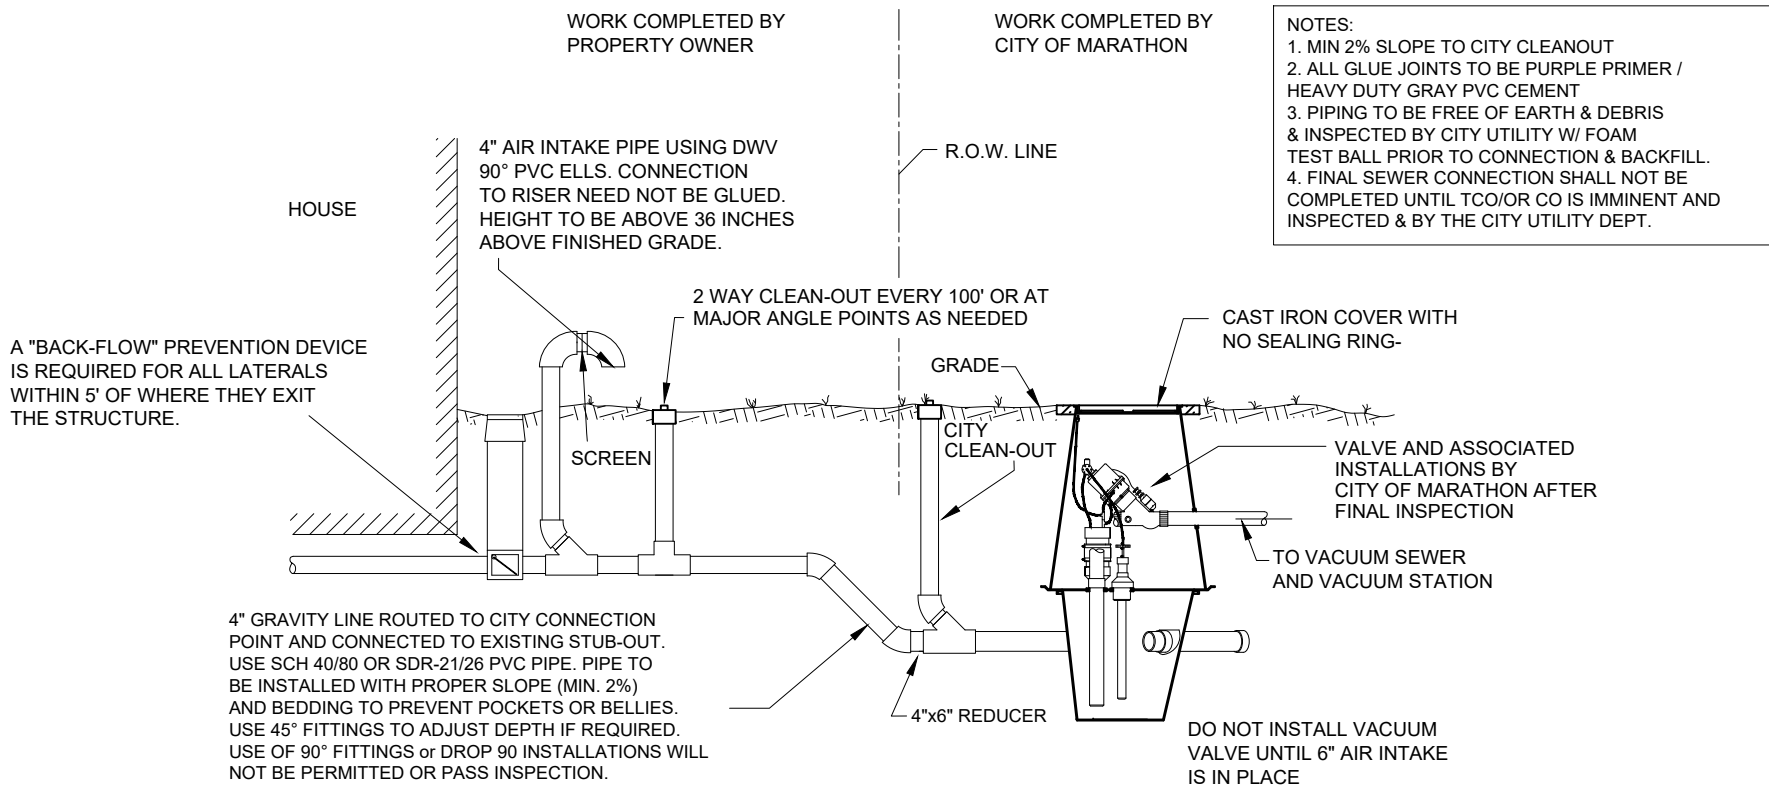 WORK COMPLETED BY
PROPERTY OWNER
WORK COMPLETED BY
CITY OF MARATHON
NOTES:
1. MIN 2% SLOPE TO CITY CLEANOUT
2. ALL GLUE JOINTS TO BE PURPLE PRIMER /
HEAVY DUTY GRAY PVC CEMENT
3. PIPING TO BE FREE OF EARTH & DEBRIS
& INSPECTED BY CITY UTILITY W/ FOAM
TEST BALL PRIOR TO CONNECTION & BACKFILL.
4. FINAL SEWER CONNECTION SHALL NOT BE
COMPLETED UNTIL TCO/OR CO IS IMMINENT AND
INSPECTED & BY THE CITY UTILITY DEPT.
4" AIR INTAKE PIPE USING DWV
90° PVC ELLS. CONNECTION
TO RISER NEED NOT BE GLUED.
HEIGHT TO BE ABOVE 36 INCHES
ABOVE FINISHED GRADE.
R.O.W. LINE
HOUSE
2 WAY CLEAN-OUT EVERY 100' OR AT
MAJOR ANGLE POINTS AS NEEDED
CAST IRON COVER WITH
NO SEALING RING-
A "BACK-FLOW" PREVENTION DEVICE
IS REQUIRED FOR ALL LATERALS
WITHIN 5' OF WHERE THEY EXIT
THE STRUCTURE.
GRADE
SCREEN
CITY
CLEAN-OUT
VALVE AND ASSOCIATED
INSTALLATIONS BY
CITY OF MARATHON AFTER
FINAL INSPECTION
TO VACUUM SEWER
AND VACUUM STATION
4" GRAVITY LINE ROUTED TO CITY CONNECTION
POINT AND CONNECTED TO EXISTING STUB-OUT.
USE SCH 40/80 OR SDR-21/26 PVC PIPE. PIPE TO
BE INSTALLED WITH PROPER SLOPE (MIN. 2%)
AND BEDDING TO PREVENT POCKETS OR BELLIES.
USE 45° FITTINGS TO ADJUST DEPTH IF REQUIRED.
USE OF 90° FITTINGS or DROP 90 INSTALLATIONS WILL
NOT BE PERMITTED OR PASS INSPECTION.
4"x6" REDUCER
DO NOT INSTALL VACUUM
VALVE UNTIL 6" AIR INTAKE
IS IN PLACE